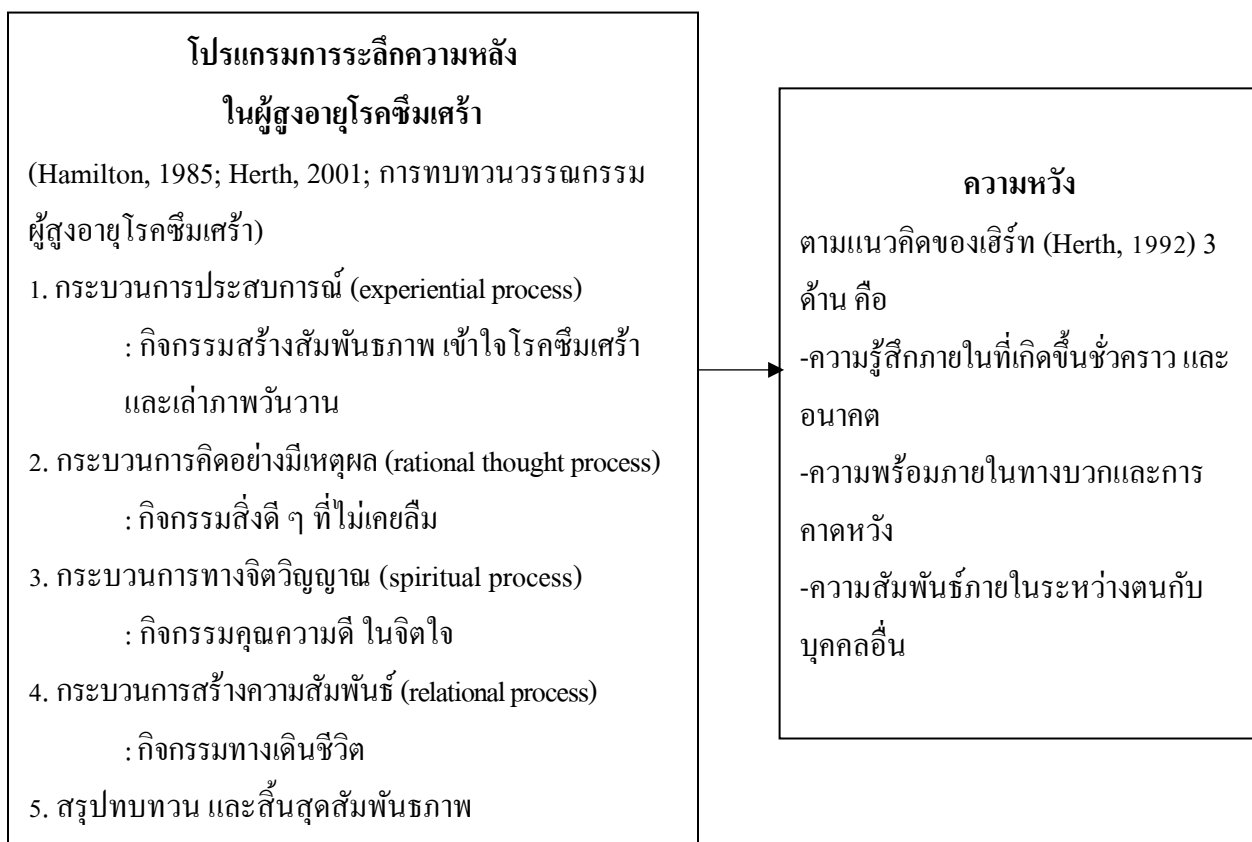 โปรแกรมการระลึกความหลัง
ในผู้สูงอายุโรคซึมเศร้า
(Hamilton, 1985; Herth, 2001; การทบทวนวรรณกรรม
ผู้สูงอายุโรคซึมเศร้า)
1. กระบวนการประสบการณ์ (experiential process)
: กิจกรรมสร้างสัมพันธภาพ เข้าใจโรคซึมเศร้า
และเล่าภาพวันวาน
2. กระบวนการคิดอย่างมีเหตุผล (rational thought process)
: กิจกรรมสิ่งดี ๆ ที่ไม่เคยลืม
3. กระบวนการทางจิตวิญญาณ (spiritual process)
: กิจกรรมคุณความดี ในจิตใจ
4. กระบวนการสร้างความสัมพันธ์ (relational process)
: กิจกรรมทางเดินชีวิต
5. สรุปทบทวน และสิ้นสุดสัมพันธภาพ
ความหวัง
ตามแนวคิดของเฮิร์ท (Herth, 1992) 3
ด้าน คือ
-ความรู้สึกภายในที่เกิดขึ้นชั่วคราว และ
อนาคต
-ความพร้อมภายในทางบวกและการ
คาดหวัง
-ความสัมพันธ์ภายในระหว่างตนกับ
บุคคลอื่น